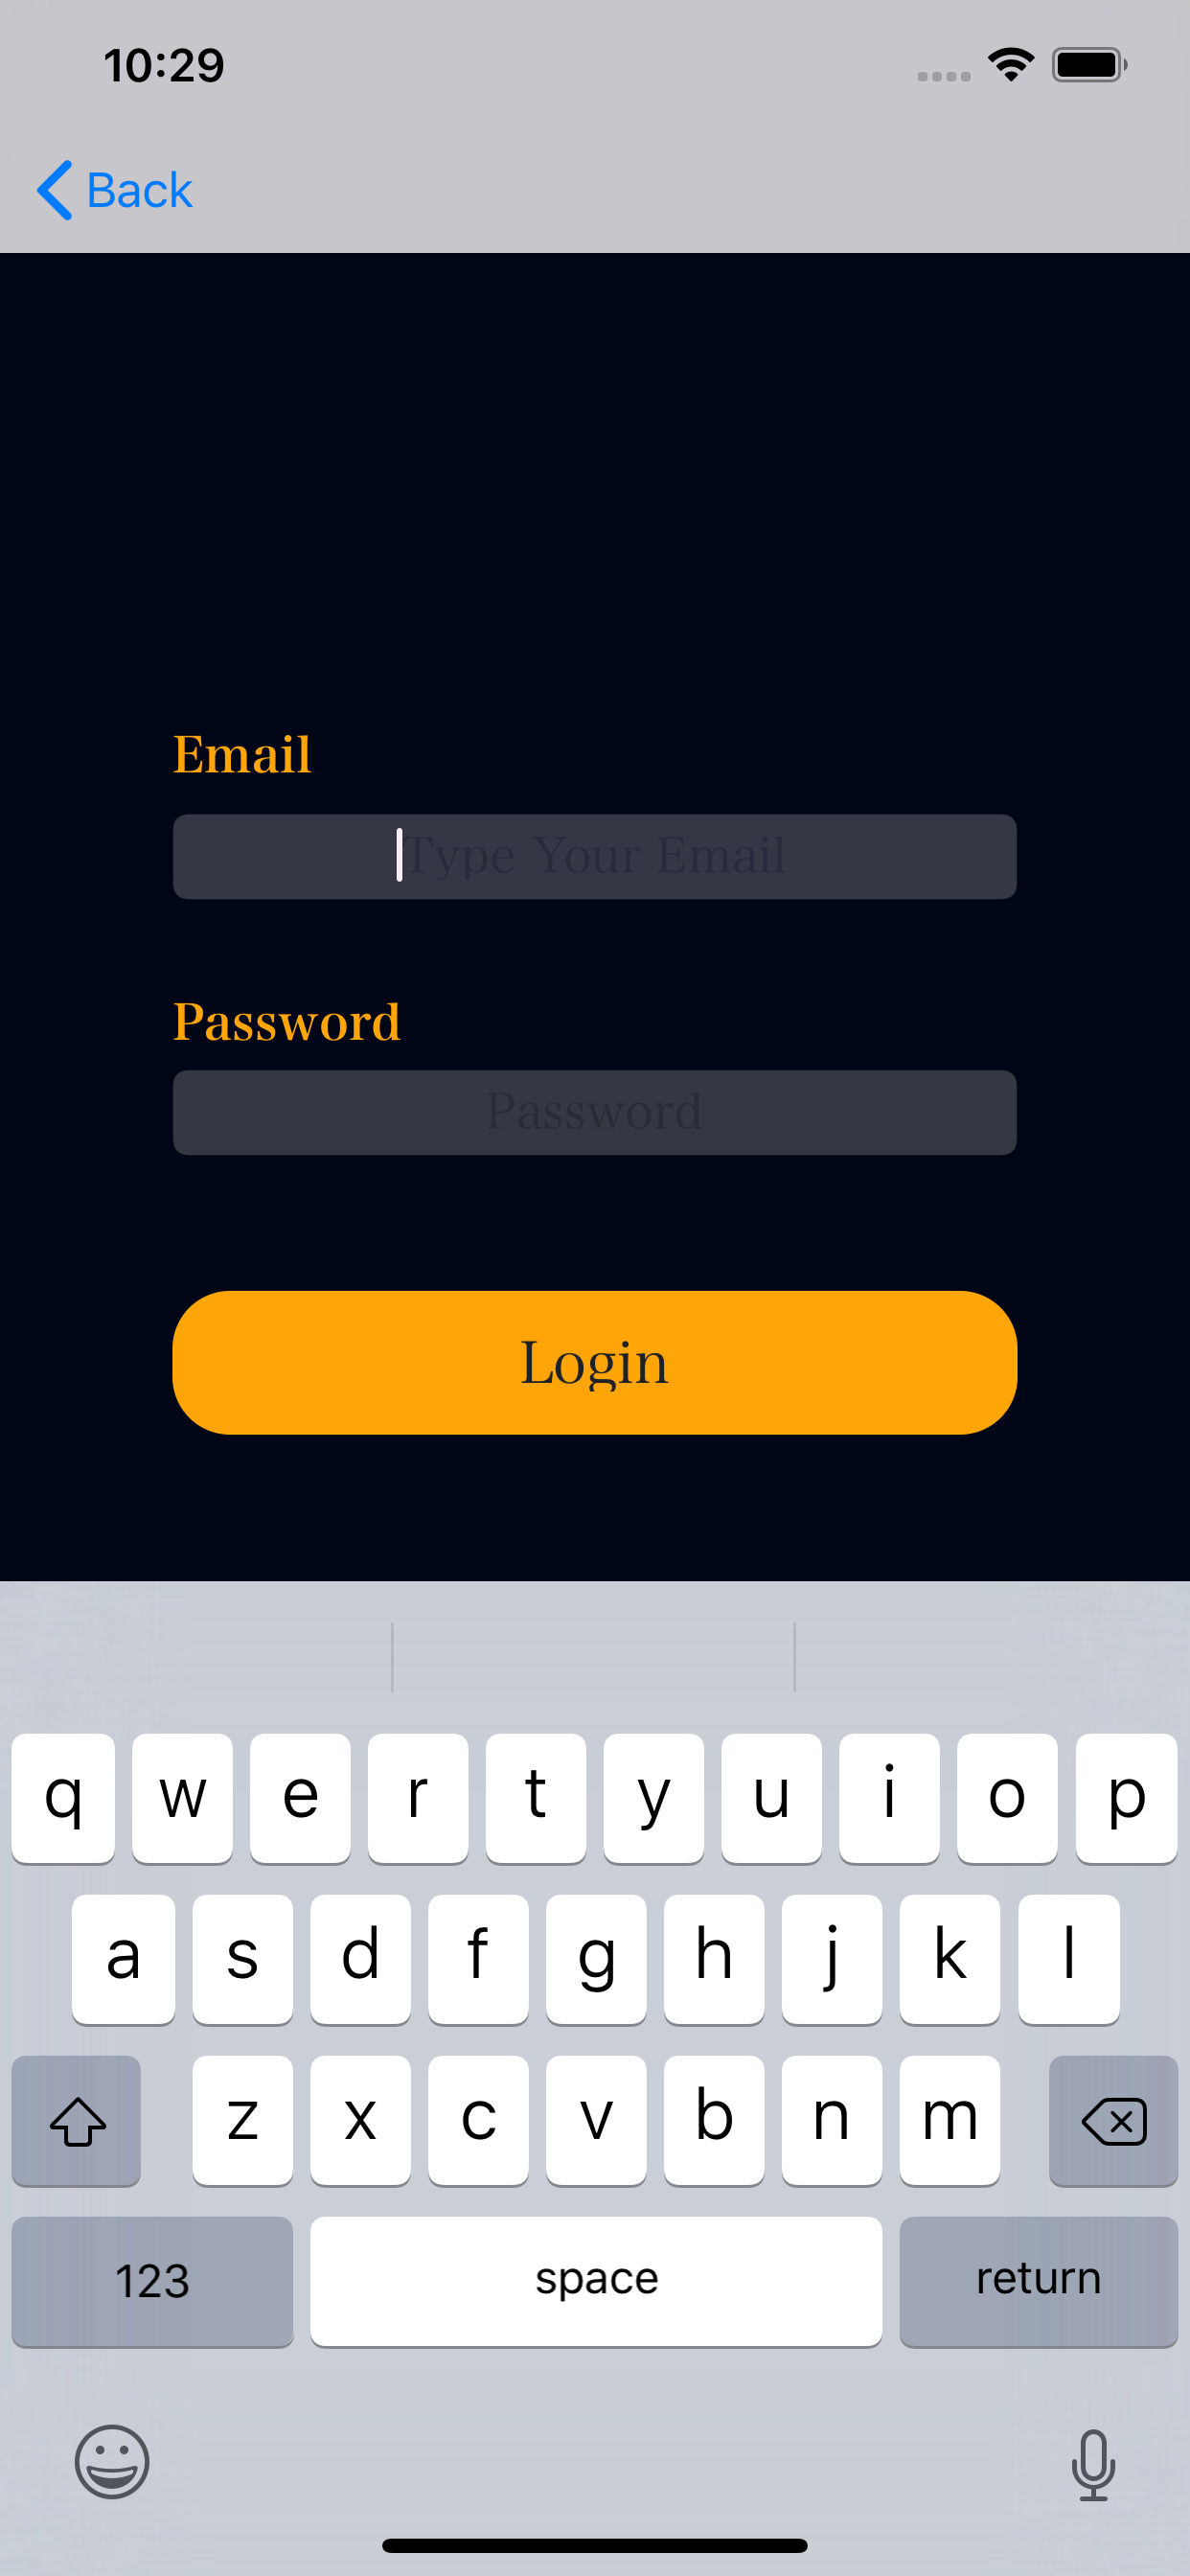 10:29
Back
Email
Type Your Email
Password
Password
Login
q w e r t y u i o p
a s d f g h j k l
z x c v b n m
123 space return